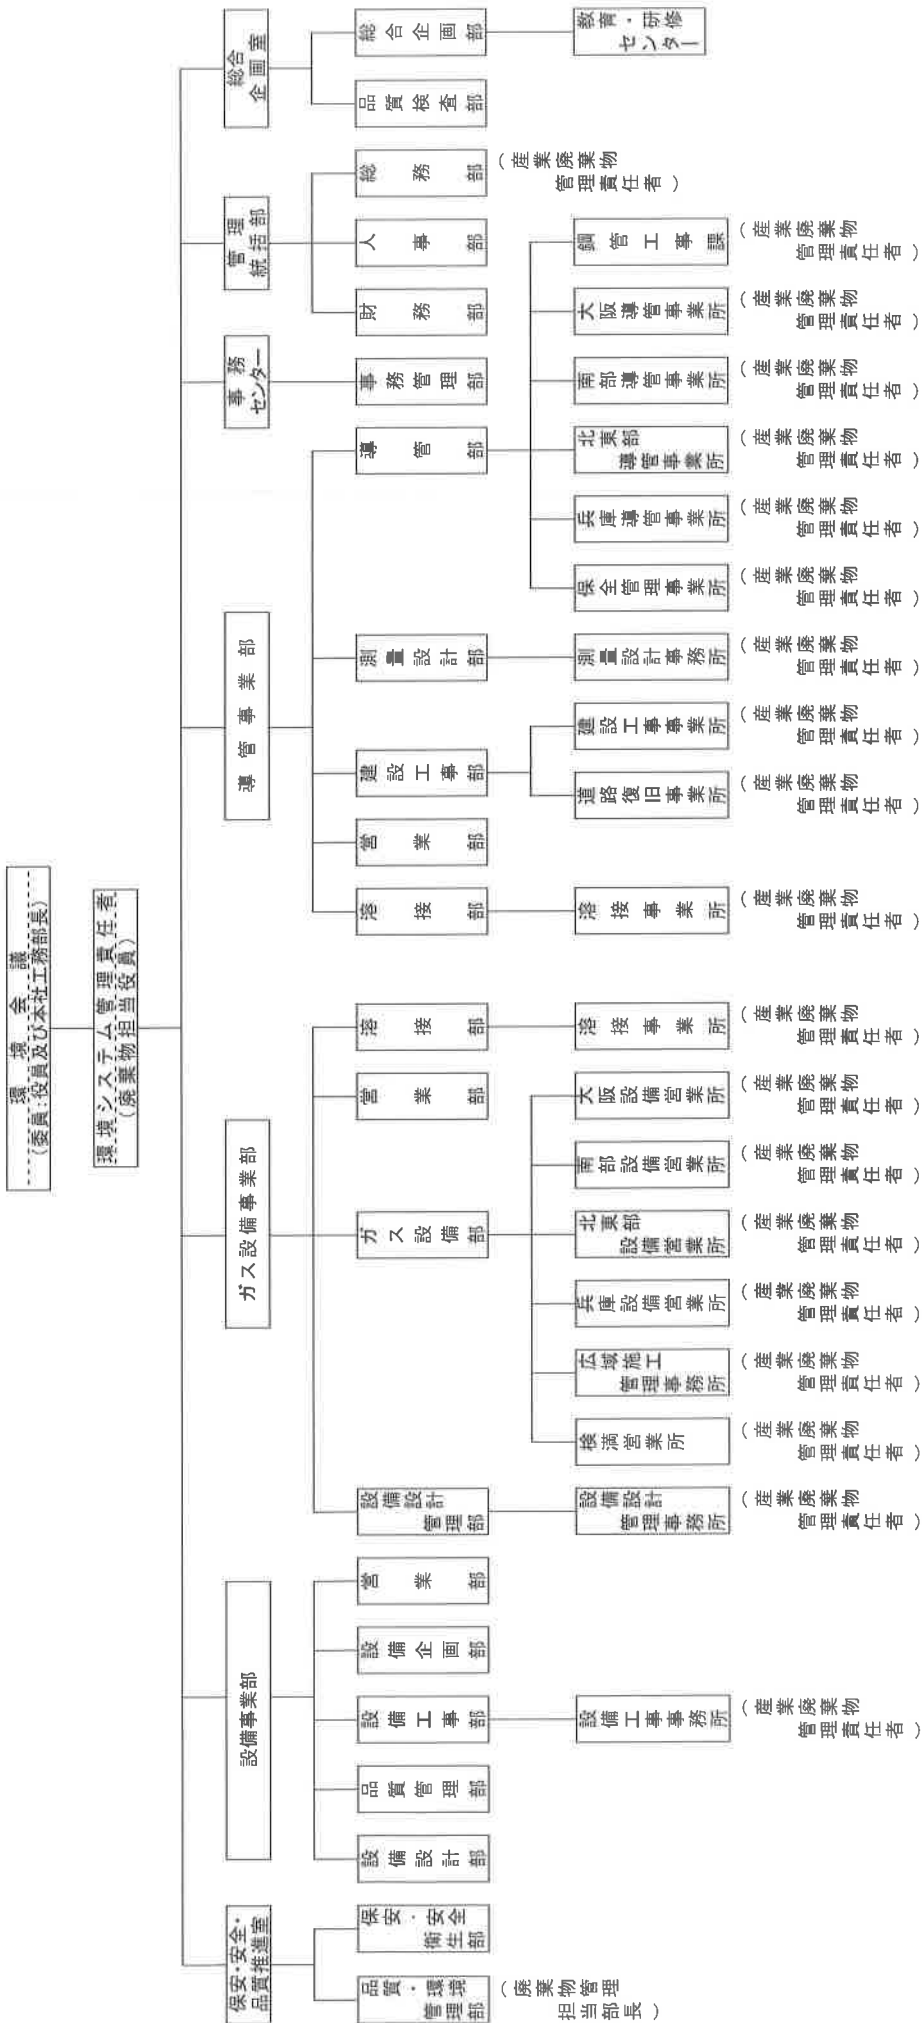 環境会議
(委員:役員及び本社工務部長)
環境システム管理責任者
(廃棄物担当役員)
総合
企画室
総合企画部
教育・研修
センター
品質検査部
管理
統括部
総務部
(産業廃棄物
管理責任者)
人事部
財務部
事務
センター
事務管理部
導管事業部
導管部
鋼管工事課
(産業廃棄物
管理責任者)
大阪導管事業所
(産業廃棄物
管理責任者)
南部導管事業所
(産業廃棄物
管理責任者)
北東部
導管事業所
(産業廃棄物
管理責任者)
兵庫導管事業所
(産業廃棄物
管理責任者)
保全管理事業所
(産業廃棄物
管理責任者)
測量設計部
測量設計事務所
(産業廃棄物
管理責任者)
建設工事部
建設工事事業所
(産業廃棄物
管理責任者)
道路復旧事業所
(産業廃棄物
管理責任者)
営業部
溶接部
溶接事業所
(産業廃棄物
管理責任者)
ガス設備事業部
溶接部
溶接事業所
(産業廃棄物
管理責任者)
営業部
ガス設備部
大阪設備営業所
(産業廃棄物
管理責任者)
南部設備営業所
(産業廃棄物
管理責任者)
北東部
設備営業所
(産業廃棄物
管理責任者)
兵庫設備営業所
(産業廃棄物
管理責任者)
広域施工
管理事務所
(産業廃棄物
管理責任者)
検満営業所
(産業廃棄物
管理責任者)
設備設計
管理部
設備設計
管理事務所
(産業廃棄物
管理責任者)
設備事業部
営業部
設備企画部
設備工事部
設備工事事務所
(産業廃棄物
管理責任者)
品質管理部
設備設計部
保安・安全・
品質推進室
保安・安全
衛生部
品質・環境
管理部
(廃棄物管理
担当部長)